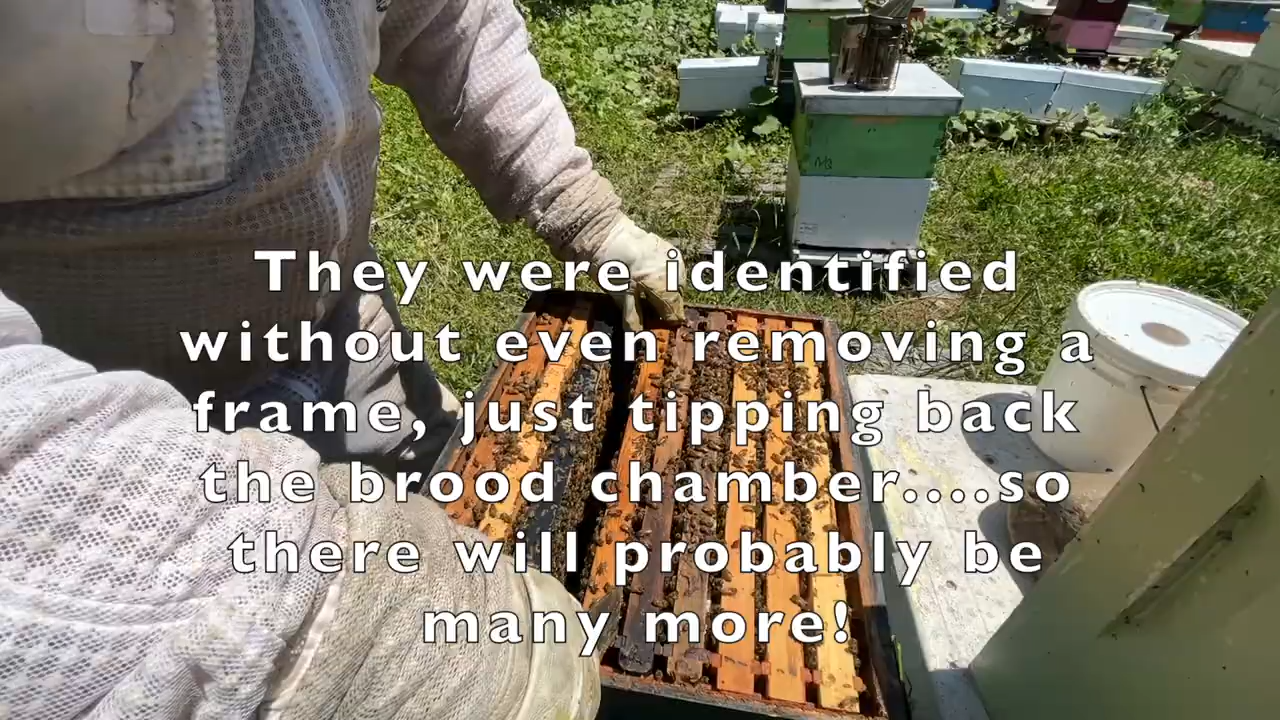 They were identified
without even removing a
frame, just tipping back
the brood chamber....so
there will probably be
many more!